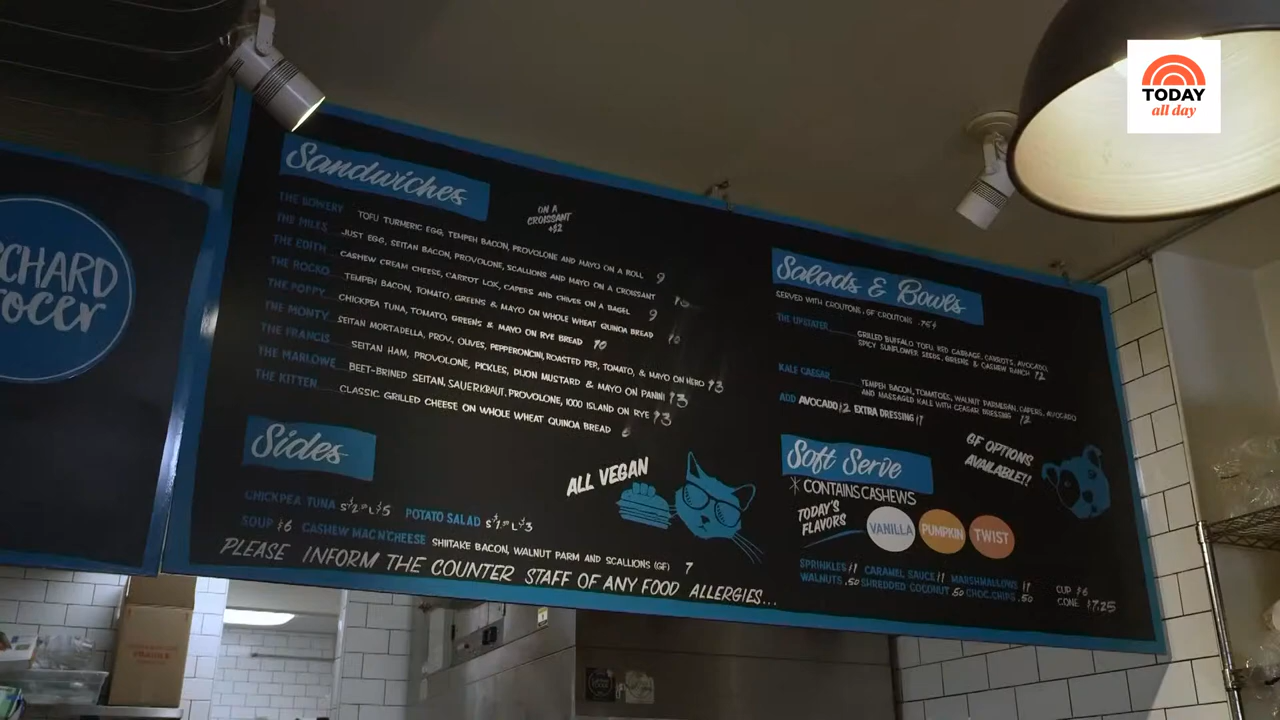 TODAY
all day
CHARD
rocer
Sandwiches
ON A
CROISSANT
+$2
THE BOWERY TOFU TURMERIC EGG, TEMPEH BACON, PROVOLONE AND MAYO ON A ROLL 9
THE MILES JUST EGG, SEITAN BACON, PROVOLONE, SCALLIONS AND MAYO ON A CROISSANT 10
THE EDITH CASHEW CREAM CHEESE, CARROT LOX, CAPERS AND CHIVES ON A BAGEL 9
THE ROCKO TEMPEH BACON, TOMATO, GREENS & MAYO ON WHOLE WHEAT QUINOA BREAD 10
THE POPPY CHICKPEA TUNA, TOMATO, GREENS & MAYO ON RYE BREAD 10
THE MONTY SEITAN MORTADELLA, PROV, OLIVES, PEPPERONCINI, ROASTED PEP, TOMATO, & MAYO ON HERO $13
THE FRANCIS SEITAN HAM, PROVOLONE, PICKLES, DIJON MUSTARD & MAYO ON PANINI $13
THE MARLOWE BEET-BRINED SEITAN, SAUERKRAUT, PROVOLONE, 1000 ISLAND ON RYE $13
THE KITTEN CLASSIC GRILLED CHEESE ON WHOLE WHEAT QUINOA BREAD
Sides
CHICKPEA TUNA POTATO SALAD
SOUP $6 CASHEW MAC'N'CHEESE SHIITAKE BACON, WALNUT PARM AND SCALLIONS (GF) 7
PLEASE INFORM THE COUNTER STAFF OF ANY FOOD ALLERGIES...
ALL VEGAN
Salads & Bowls
SERVED WITH CROUTONS, GF CROUTONS .75¢
THE UPSTATER GRILLED BUFFALO TOFU, RED CABBAGE, CARROTS, AVOCADO,
SPICY SUNFLOWER SEEDS, GREENS & CASHEW RANCH 12
KALE CAESAR TEMPEH BACON, TOMATOES, WALNUT PARMESAN, CAPERS, AVOCADO
AND MASSAGED KALE WITH CEASAR DRESSING 12
ADD AVOCADO $2 EXTRA DRESSING $1
Soft Serve
GF OPTIONS
AVAILABLE!!
* CONTAINS CASHEWS
TODAY'S
FLAVORS
VANILLA
PUMPKIN
TWIST
SPRINKLES $1 CARAMEL SAUCE $1 MARSHMALLOWS $1
WALNUTS .50 SHREDDED COCONUT .50 CHOC.CHIPS .50
CUP $6
CONE $7.25